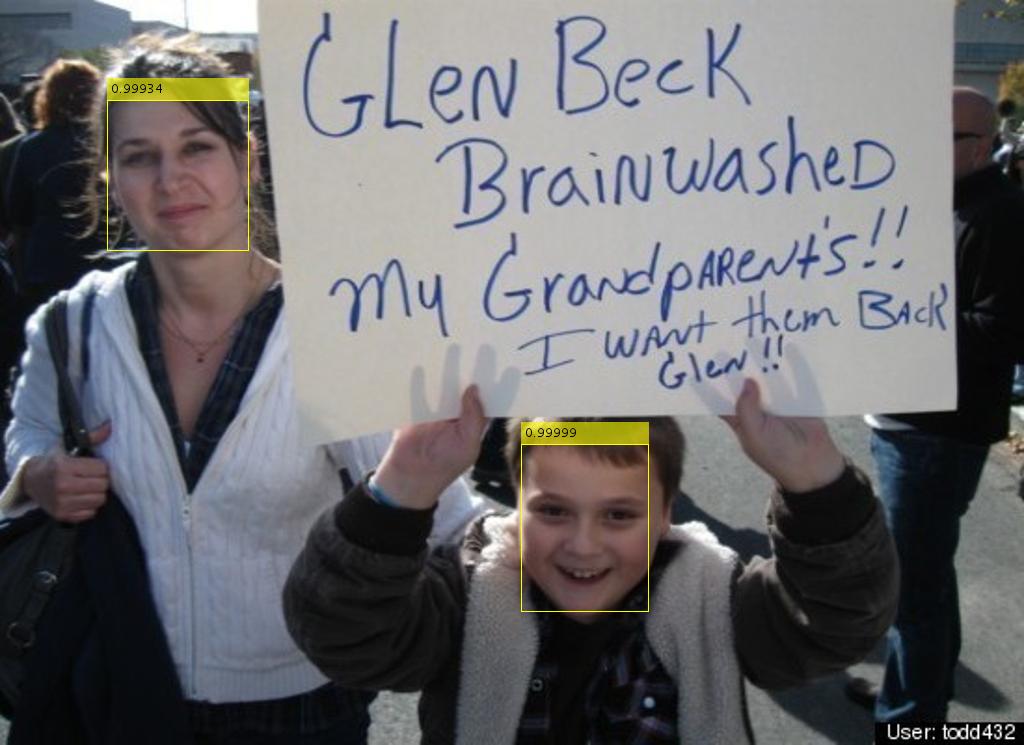 0.99934
GLen Beck
BrainwasheD
My GrandpARENt's!!
I WANt them BAcK
Glen!!
0.99999
User: todd432